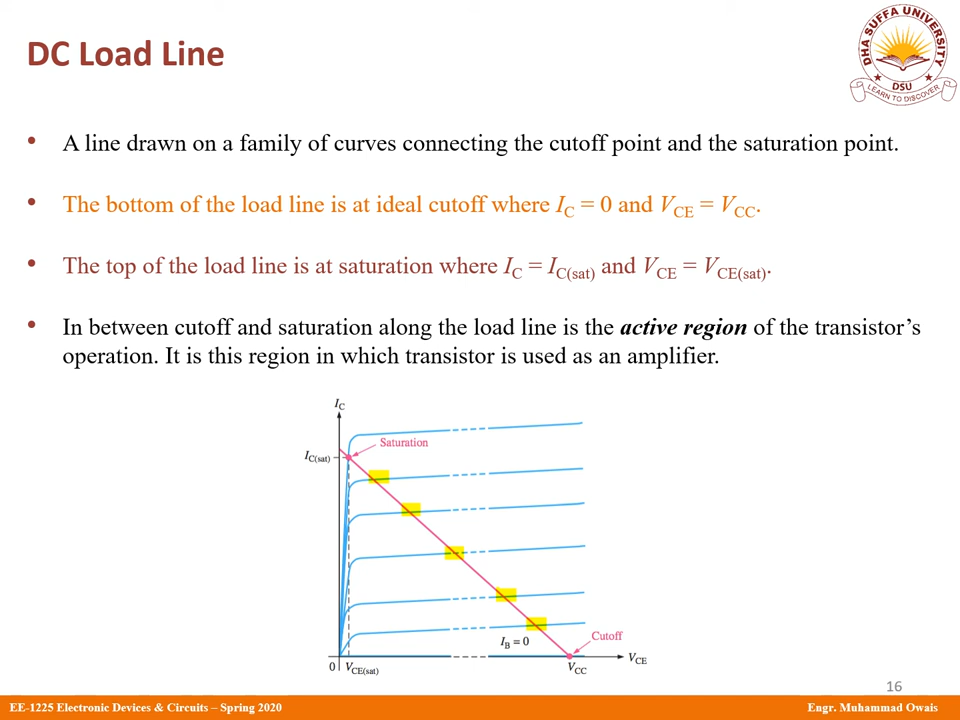 DC Load Line
DHA SUFFA UNIVERSITY
DSU
LEARN TO DISCOVER
• A line drawn on a family of curves connecting the cutoff point and the saturation point.
• The bottom of the load line is at ideal cutoff where IC = 0 and VCE = VCC.
• The top of the load line is at saturation where IC = IC(sat) and VCE = VCE(sat).
• In between cutoff and saturation along the load line is the active region of the transistor’s
operation. It is this region in which transistor is used as an amplifier.
IC
Saturation
IC(sat)
IB = 0
Cutoff
0
VCE(sat)
VCC
VCE
16
EE-1225 Electronic Devices & Circuits – Spring 2020
Engr. Muhammad Owais